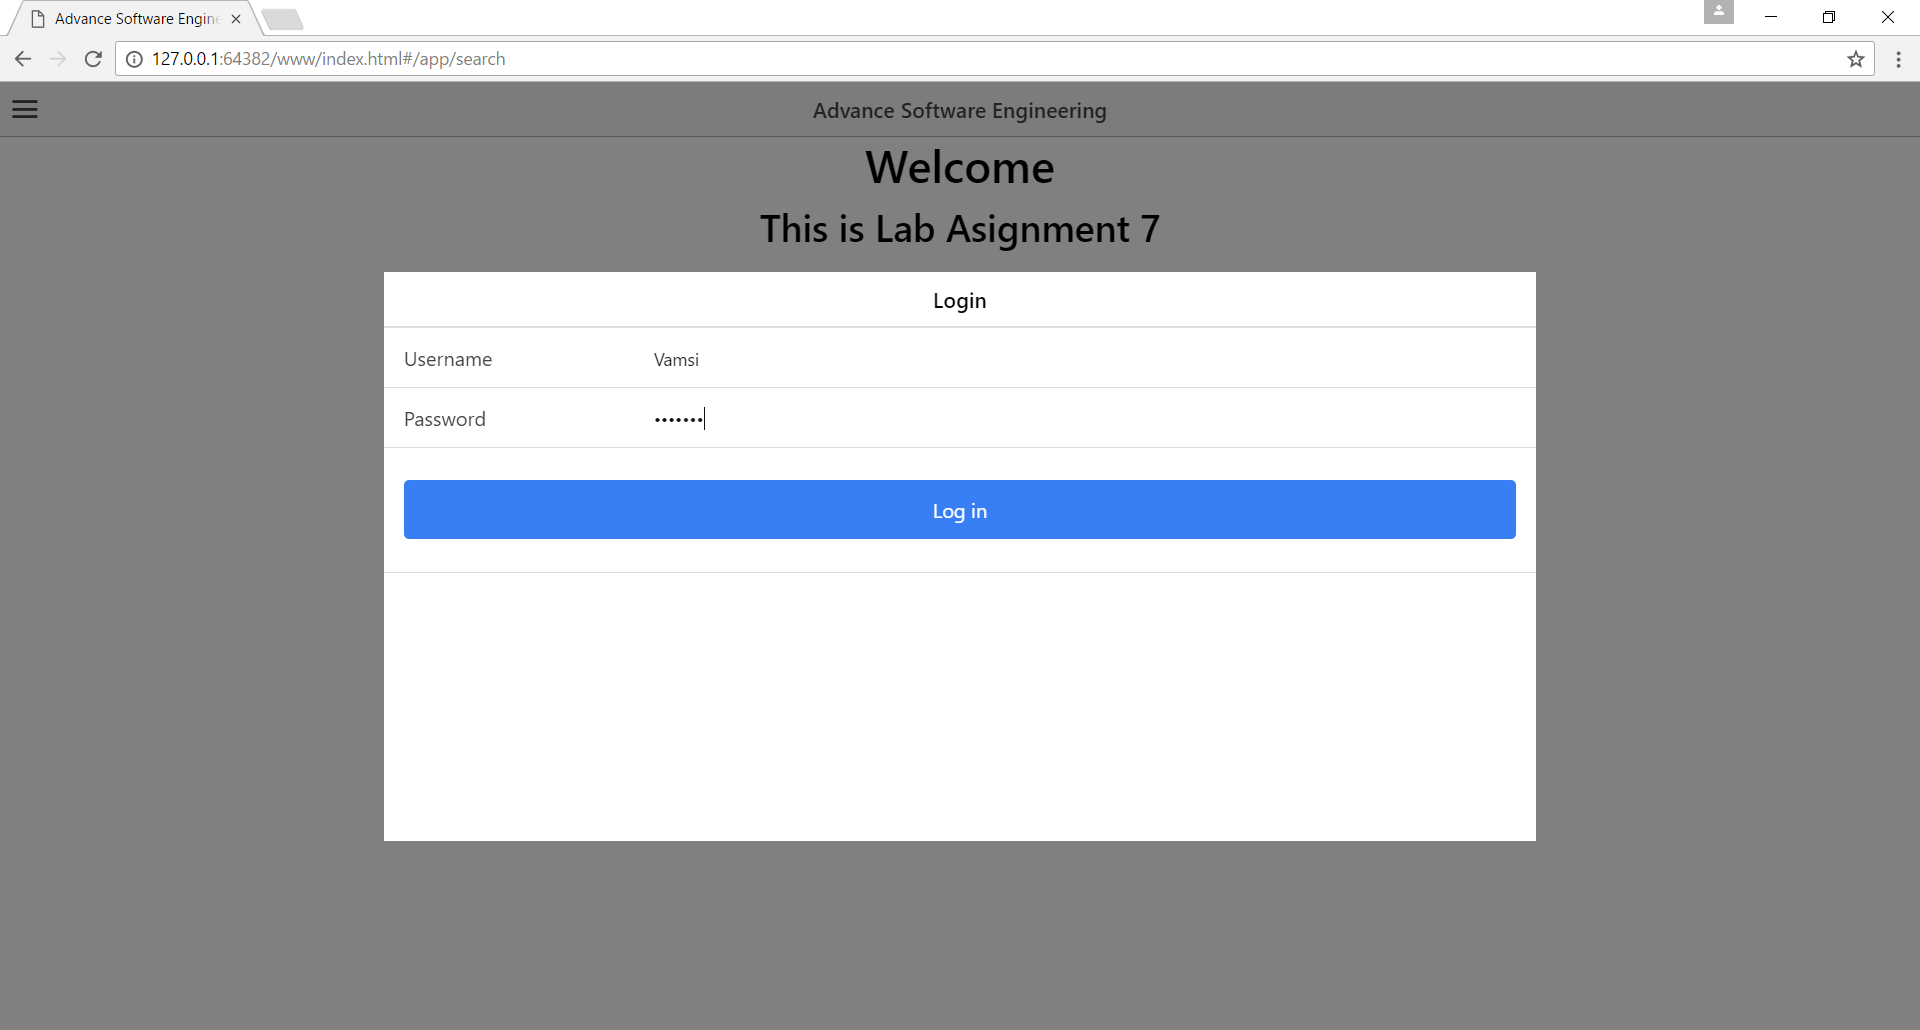 Advance Software Engine
127.0.0.1:64382/www/index.html#/app/search
Advance Software Engineering
Welcome
This is Lab Asignment 7
Login
Username Vamsi
Password •••••••
Log in